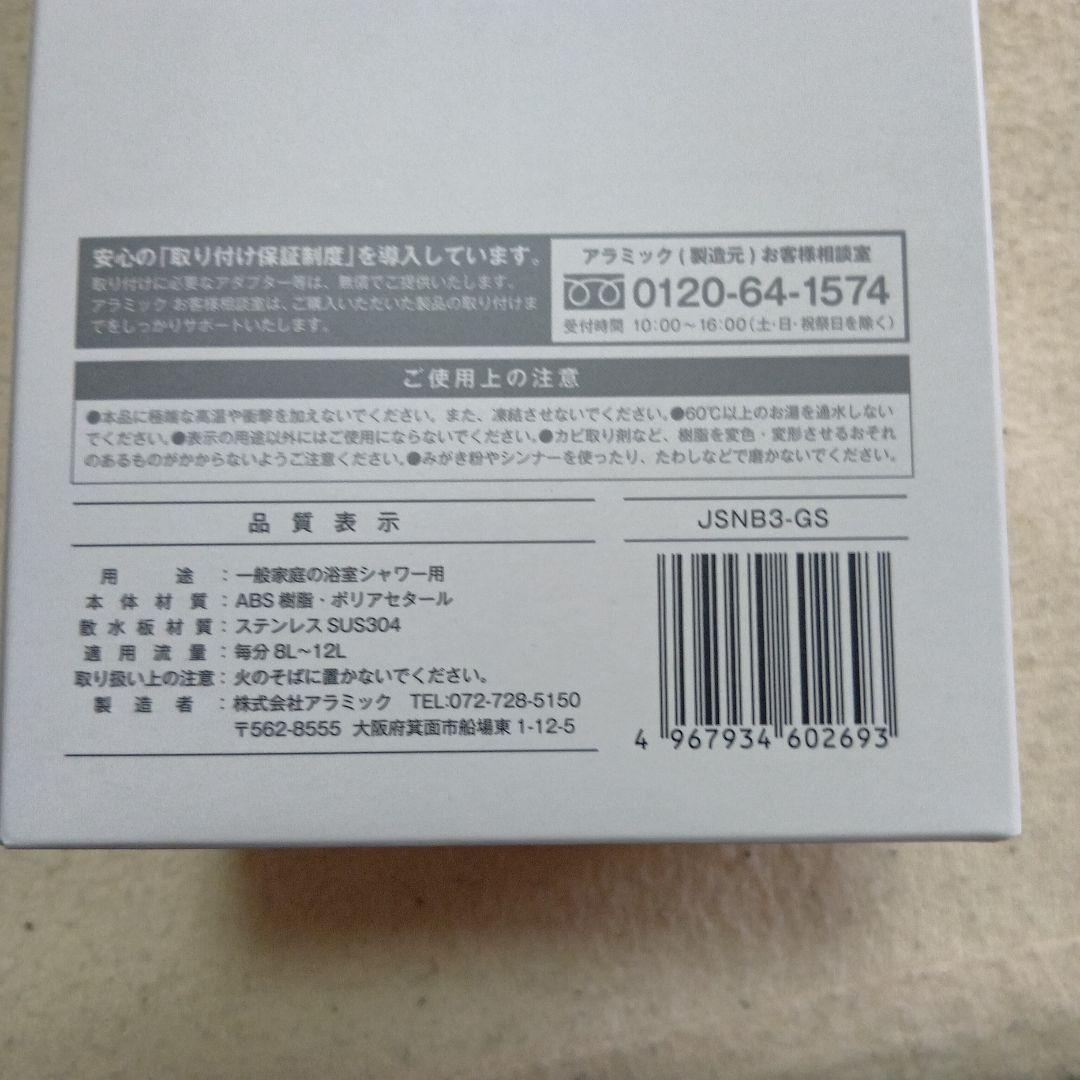 安心の「取り付け保証制度」を導入しています。
取り付けに必要なアダプター等は、無償でご提供いたします。
アラミック お客様相談室は、ご購入いただいた製品の取り付けま
でをしっかりサポートいたします。
アラミック(製造元)お客様相談室
0120-64-1574
受付時間 10:00～16:00(土・日・祝祭日を除く)
ご使用上の注意
●本品に極端な高温や衝撃を加えないでください。また、凍結させないでください。●60℃以上のお湯を通水しない
でください。●表示の用途以外にはご使用にならないでください。●カビ取り剤など、樹脂を変色・変形させるおそれ
のあるものがかからないようご注意ください。●みがき粉やシンナーを使ったり、たわしなどで磨かないでください。
品質表示
用途：一般家庭の浴室シャワー用
本体材質：ABS樹脂・ポリアセタール
散水板材質：ステンレスSUS304
適用流量：毎分8L～12L
取り扱い上の注意：火のそばに置かないでください。
製造者：株式会社アラミック TEL:072-728-5150
〒562-8555 大阪府箕面市船場東1-12-5
JSNB3-GS
4 967934 602693